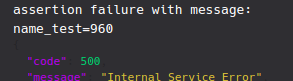 assertion failure with message:
name_test=960
{
"code" 500
"message" "Internal Service Error"